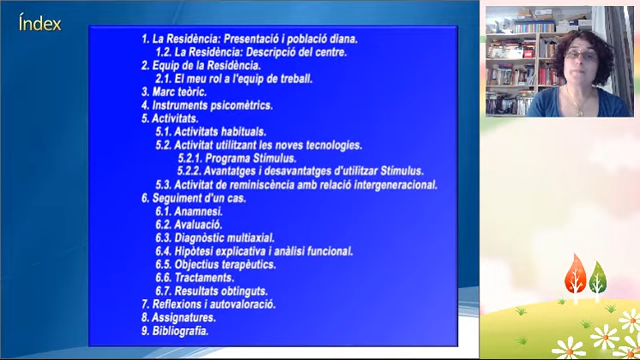 Índex
1. La Residència: Presentació i població diana.
1.2. La Residència: Descripció del centre.
2. Equip de la Residència.
2.1. El meu rol a l'equip de treball.
3. Marc teòric.
4. Instruments psicomètrics.
5. Activitats.
5.1. Activitats habituals.
5.2. Activitat utilitzant les noves tecnologies.
5.2.1. Programa Stímulus.
5.2.2. Avantatges i desavantatges d'utilitzar Stímulus.
5.3. Activitat de reminiscència amb relació intergeneracional.
6. Seguiment d'un cas.
6.1. Anamnesi.
6.2. Avaluació.
6.3. Diagnòstic multiaxial.
6.4. Hipòtesi explicativa i anàlisi funcional.
6.5. Objectius terapèutics.
6.6. Tractaments.
6.7. Resultats obtinguts.
7. Reflexions i autovaloració.
8. Assignatures.
9. Bibliografia.